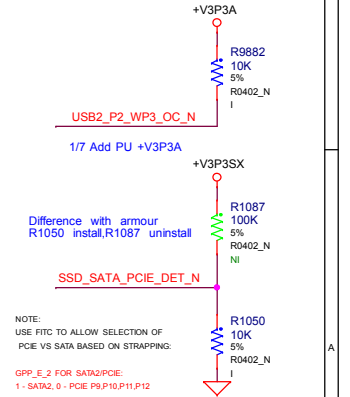 +V3P3A
R9882
10K
5%
R0402_N
I
USB2_P2_WP3_OC_N
1/7 Add PU +V3P3A
+V3P3SX
R1087
100K
5%
R0402_N
NI
Difference with armour
R1050 install,R1087 uninstall
SSD_SATA_PCIE_DET_N
R1050
10K
5%
R0402_N
I
NOTE:
USE FITC TO ALLOW SELECTION OF
PCIE VS SATA BASED ON STRAPPING:
GPP_E_2 FOR SATA2/PCIE:
1 - SATA2, 0 - PCIE P9,P10,P11,P12
A